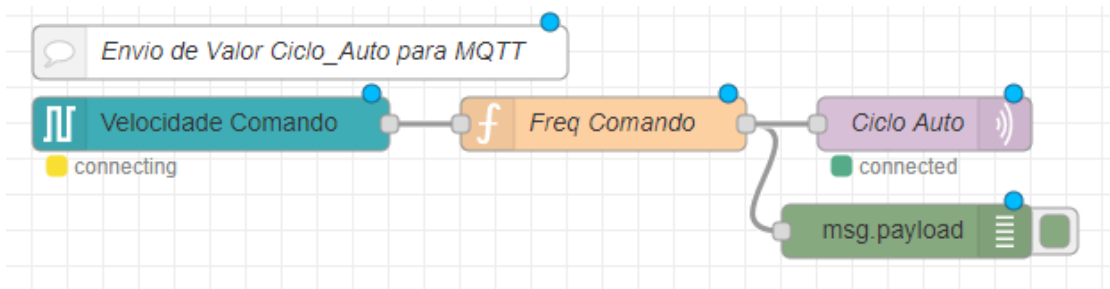 Envio de Valor Ciclo_Auto para MQTT
Velocidade Comando
Freq Comando
Ciclo Auto
connecting
connected
msg.payload